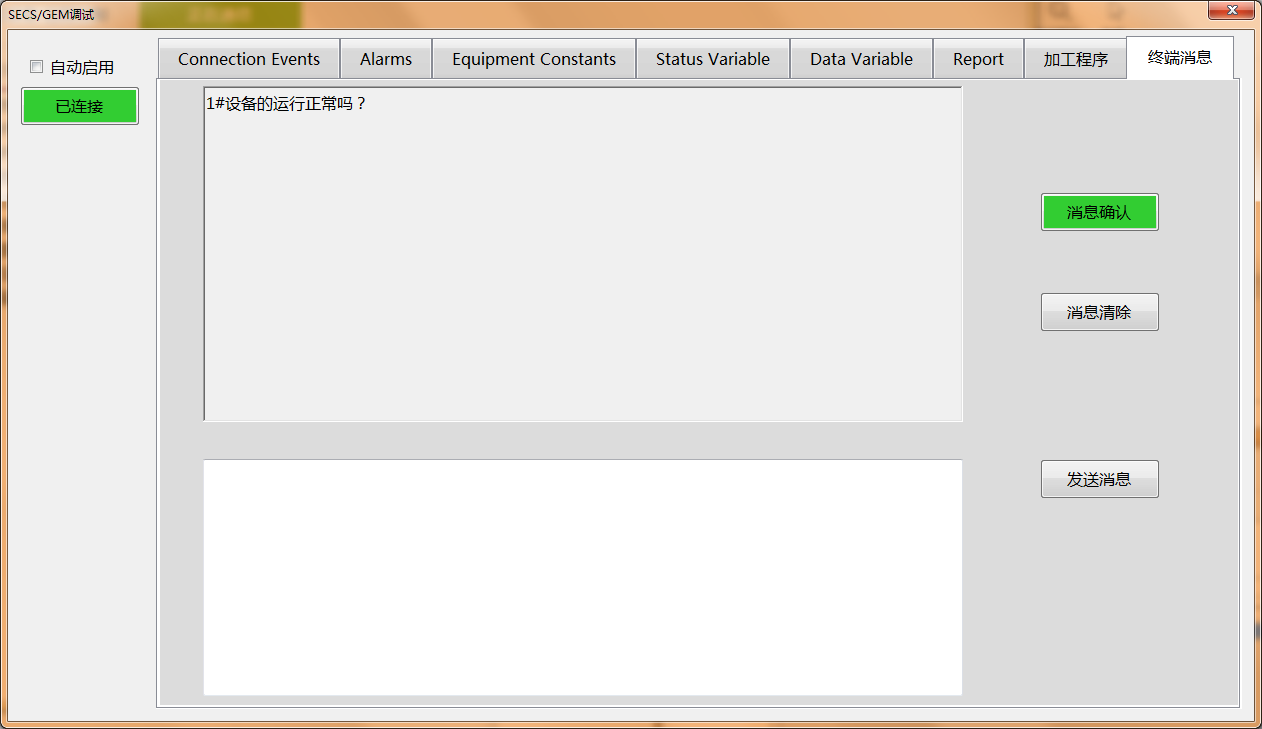 SECS/GEM调试
自动启用
已连接
Connection Events
Alarms
Equipment Constants
Status Variable
Data Variable
Report
加工程序
终端消息
1#设备的运行正常吗？
消息确认
消息清除
发送消息